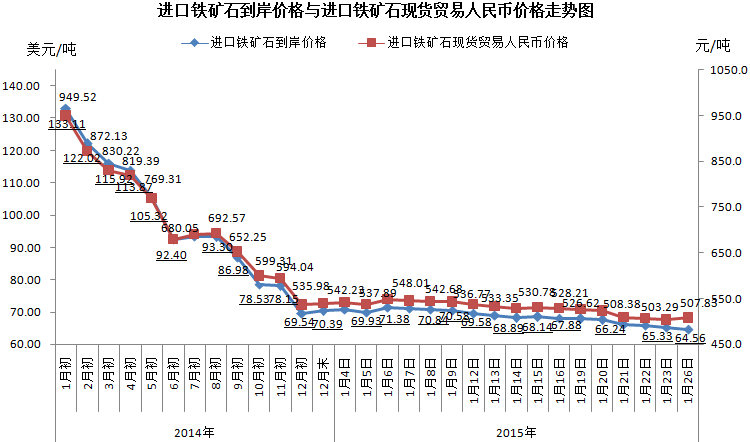 进口铁矿石到岸价格与进口铁矿石现货贸易人民币价格走势图
美元/吨
进口铁矿石到岸价格
进口铁矿石现货贸易人民币价格
元/吨
140.00
130.00
120.00
110.00
100.00
90.00
80.00
70.00
60.00
1050.0
950.0
850.0
750.0
650.0
550.0
450.0
949.52
872.13
830.22
819.39
769.31
680.05
692.57
652.25
599.31
594.04
535.98
542.23
537.89
548.01
542.68
536.77
533.35
530.78
528.21
526.62
508.38
503.29
507.83
133.11
122.02
115.92
113.87
105.32
92.40
93.30
86.98
78.53
78.15
69.54
70.39
69.93
71.38
70.84
70.58
69.58
68.89
68.14
67.88
66.24
65.33
64.56
1月初
2月初
3月初
4月初
5月初
6月初
7月初
8月初
9月初
10月初
11月初
12月初
12月末
1月4日
1月5日
1月6日
1月7日
1月8日
1月9日
1月12日
1月13日
1月14日
1月15日
1月16日
1月19日
1月20日
1月21日
1月22日
1月23日
1月26日
2014年
2015年